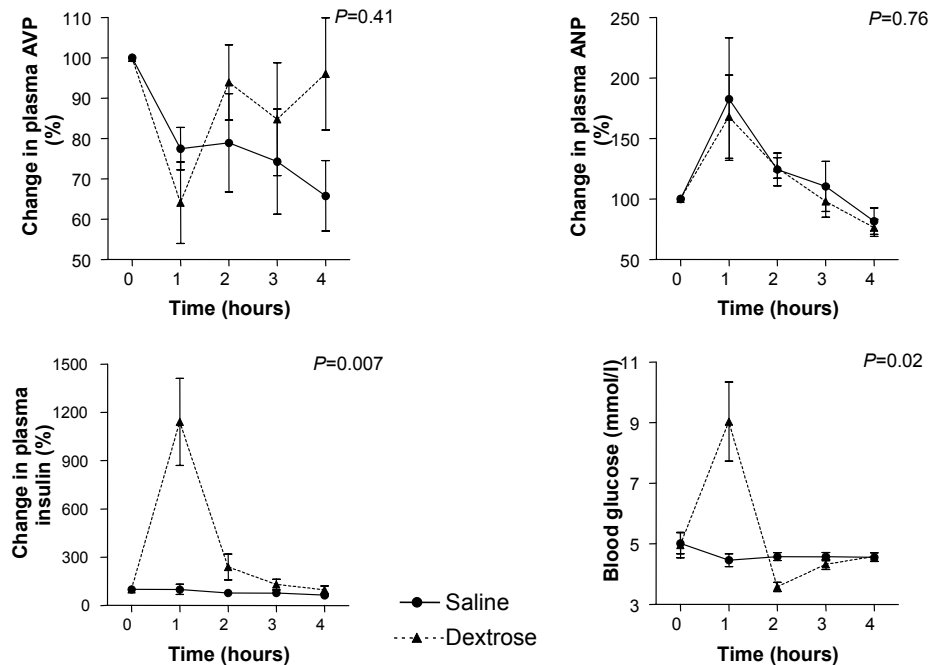 P=0.41
110
100
90
80
70
60
50
0 1 2 3 4
Time (hours)
Change in plasma AVP
(%)
P=0.76
250
200
150
100
50
0 1 2 3 4
Time (hours)
Change in plasma ANP
(%)
P=0.007
1500
1200
900
600
300
0
0 1 2 3 4
Time (hours)
Change in plasma
insulin (%)
Saline
Dextrose
P=0.02
11
9
7
5
3
0 1 2 3 4
Time (hours)
Blood glucose (mmol/l)